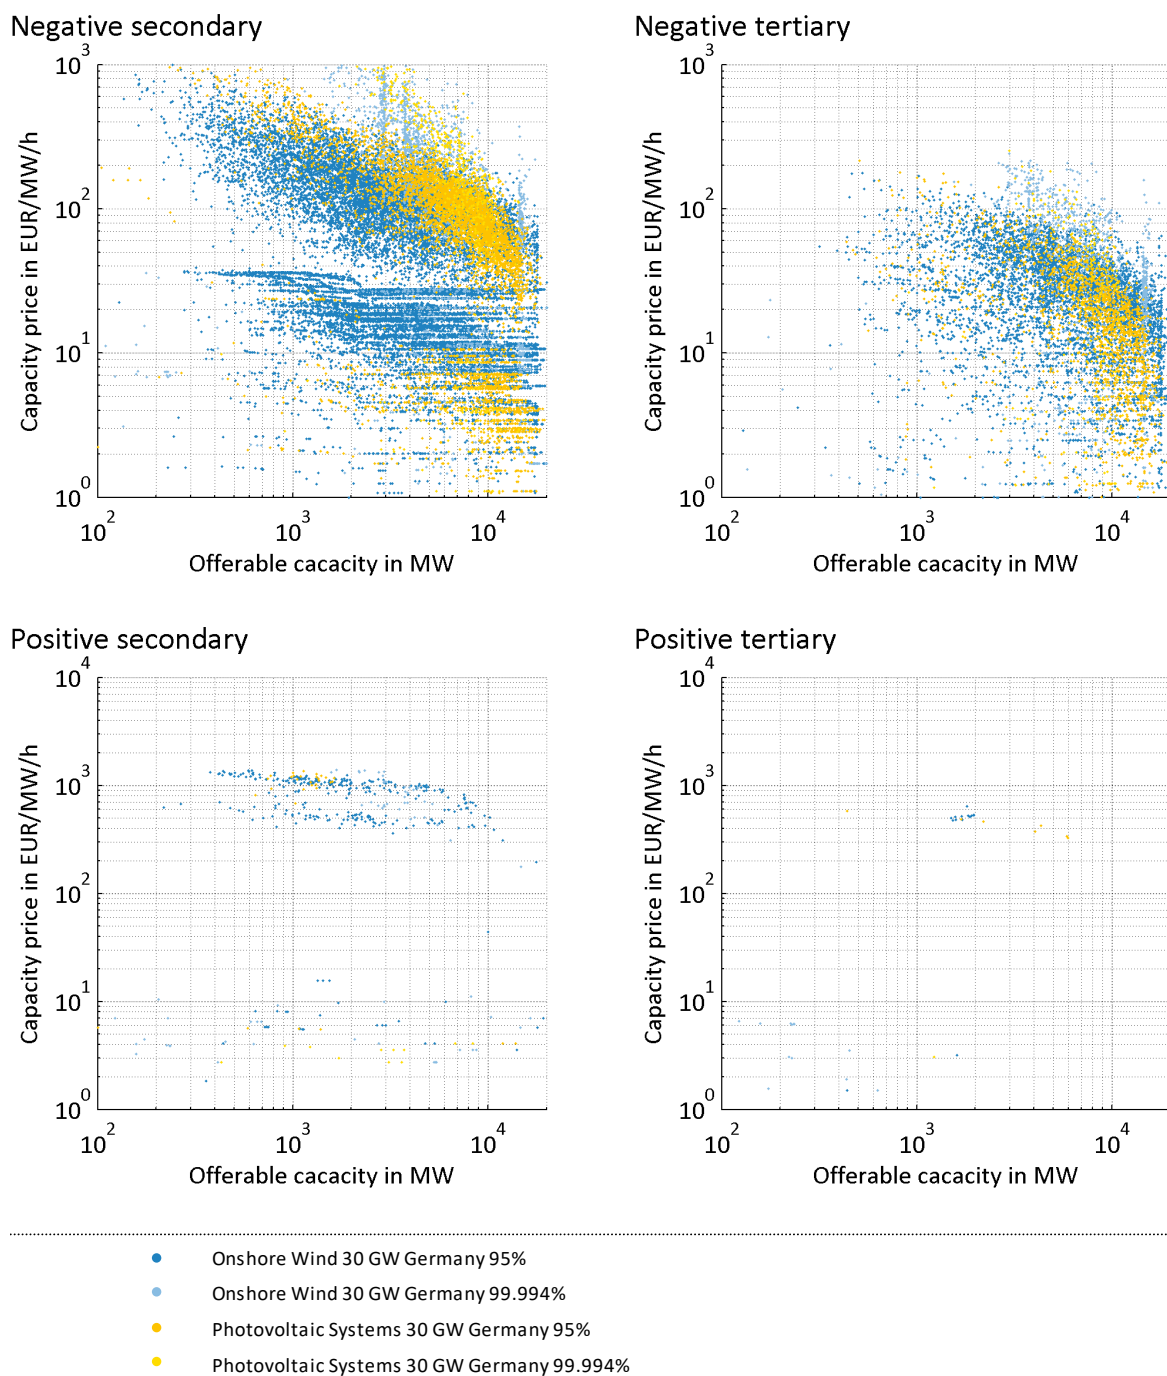 Negative secondary
Negative tertiary
Capacity price in EUR/MW/h
10^3
10^2
10^1
10^0
10^2
10^3
10^4
Offerable cacacity in MW
Capacity price in EUR/MW/h
10^3
10^2
10^1
10^0
10^2
10^3
10^4
Offerable cacacity in MW
Positive secondary
Positive tertiary
Capacity price in EUR/MW/h
10^4
10^3
10^2
10^1
10^0
10^2
10^3
10^4
Offerable cacacity in MW
Capacity price in EUR/MW/h
10^4
10^3
10^2
10^1
10^0
10^2
10^3
10^4
Offerable cacacity in MW
Onshore Wind 30 GW Germany 95%
Onshore Wind 30 GW Germany 99.994%
Photovoltaic Systems 30 GW Germany 95%
Photovoltaic Systems 30 GW Germany 99.994%